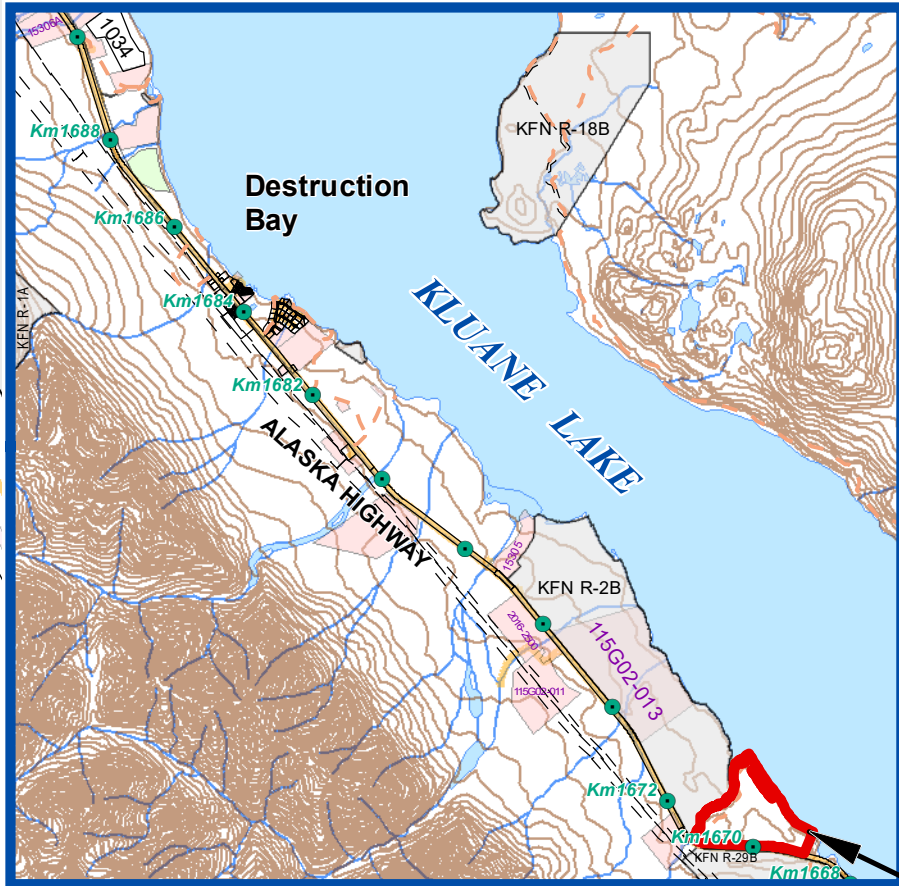 15306A
1034
KFN R-18B
Km1688
Destruction
Bay
Km1686
KFN R-1A
Km1684
KLUANE LAKE
Km1682
ALASKA HIGHWAY
15305
KFN R-2B
2016-2500
115G02-013
115G02-011
Km1672
Km1670
KFN R-29B
Km1668